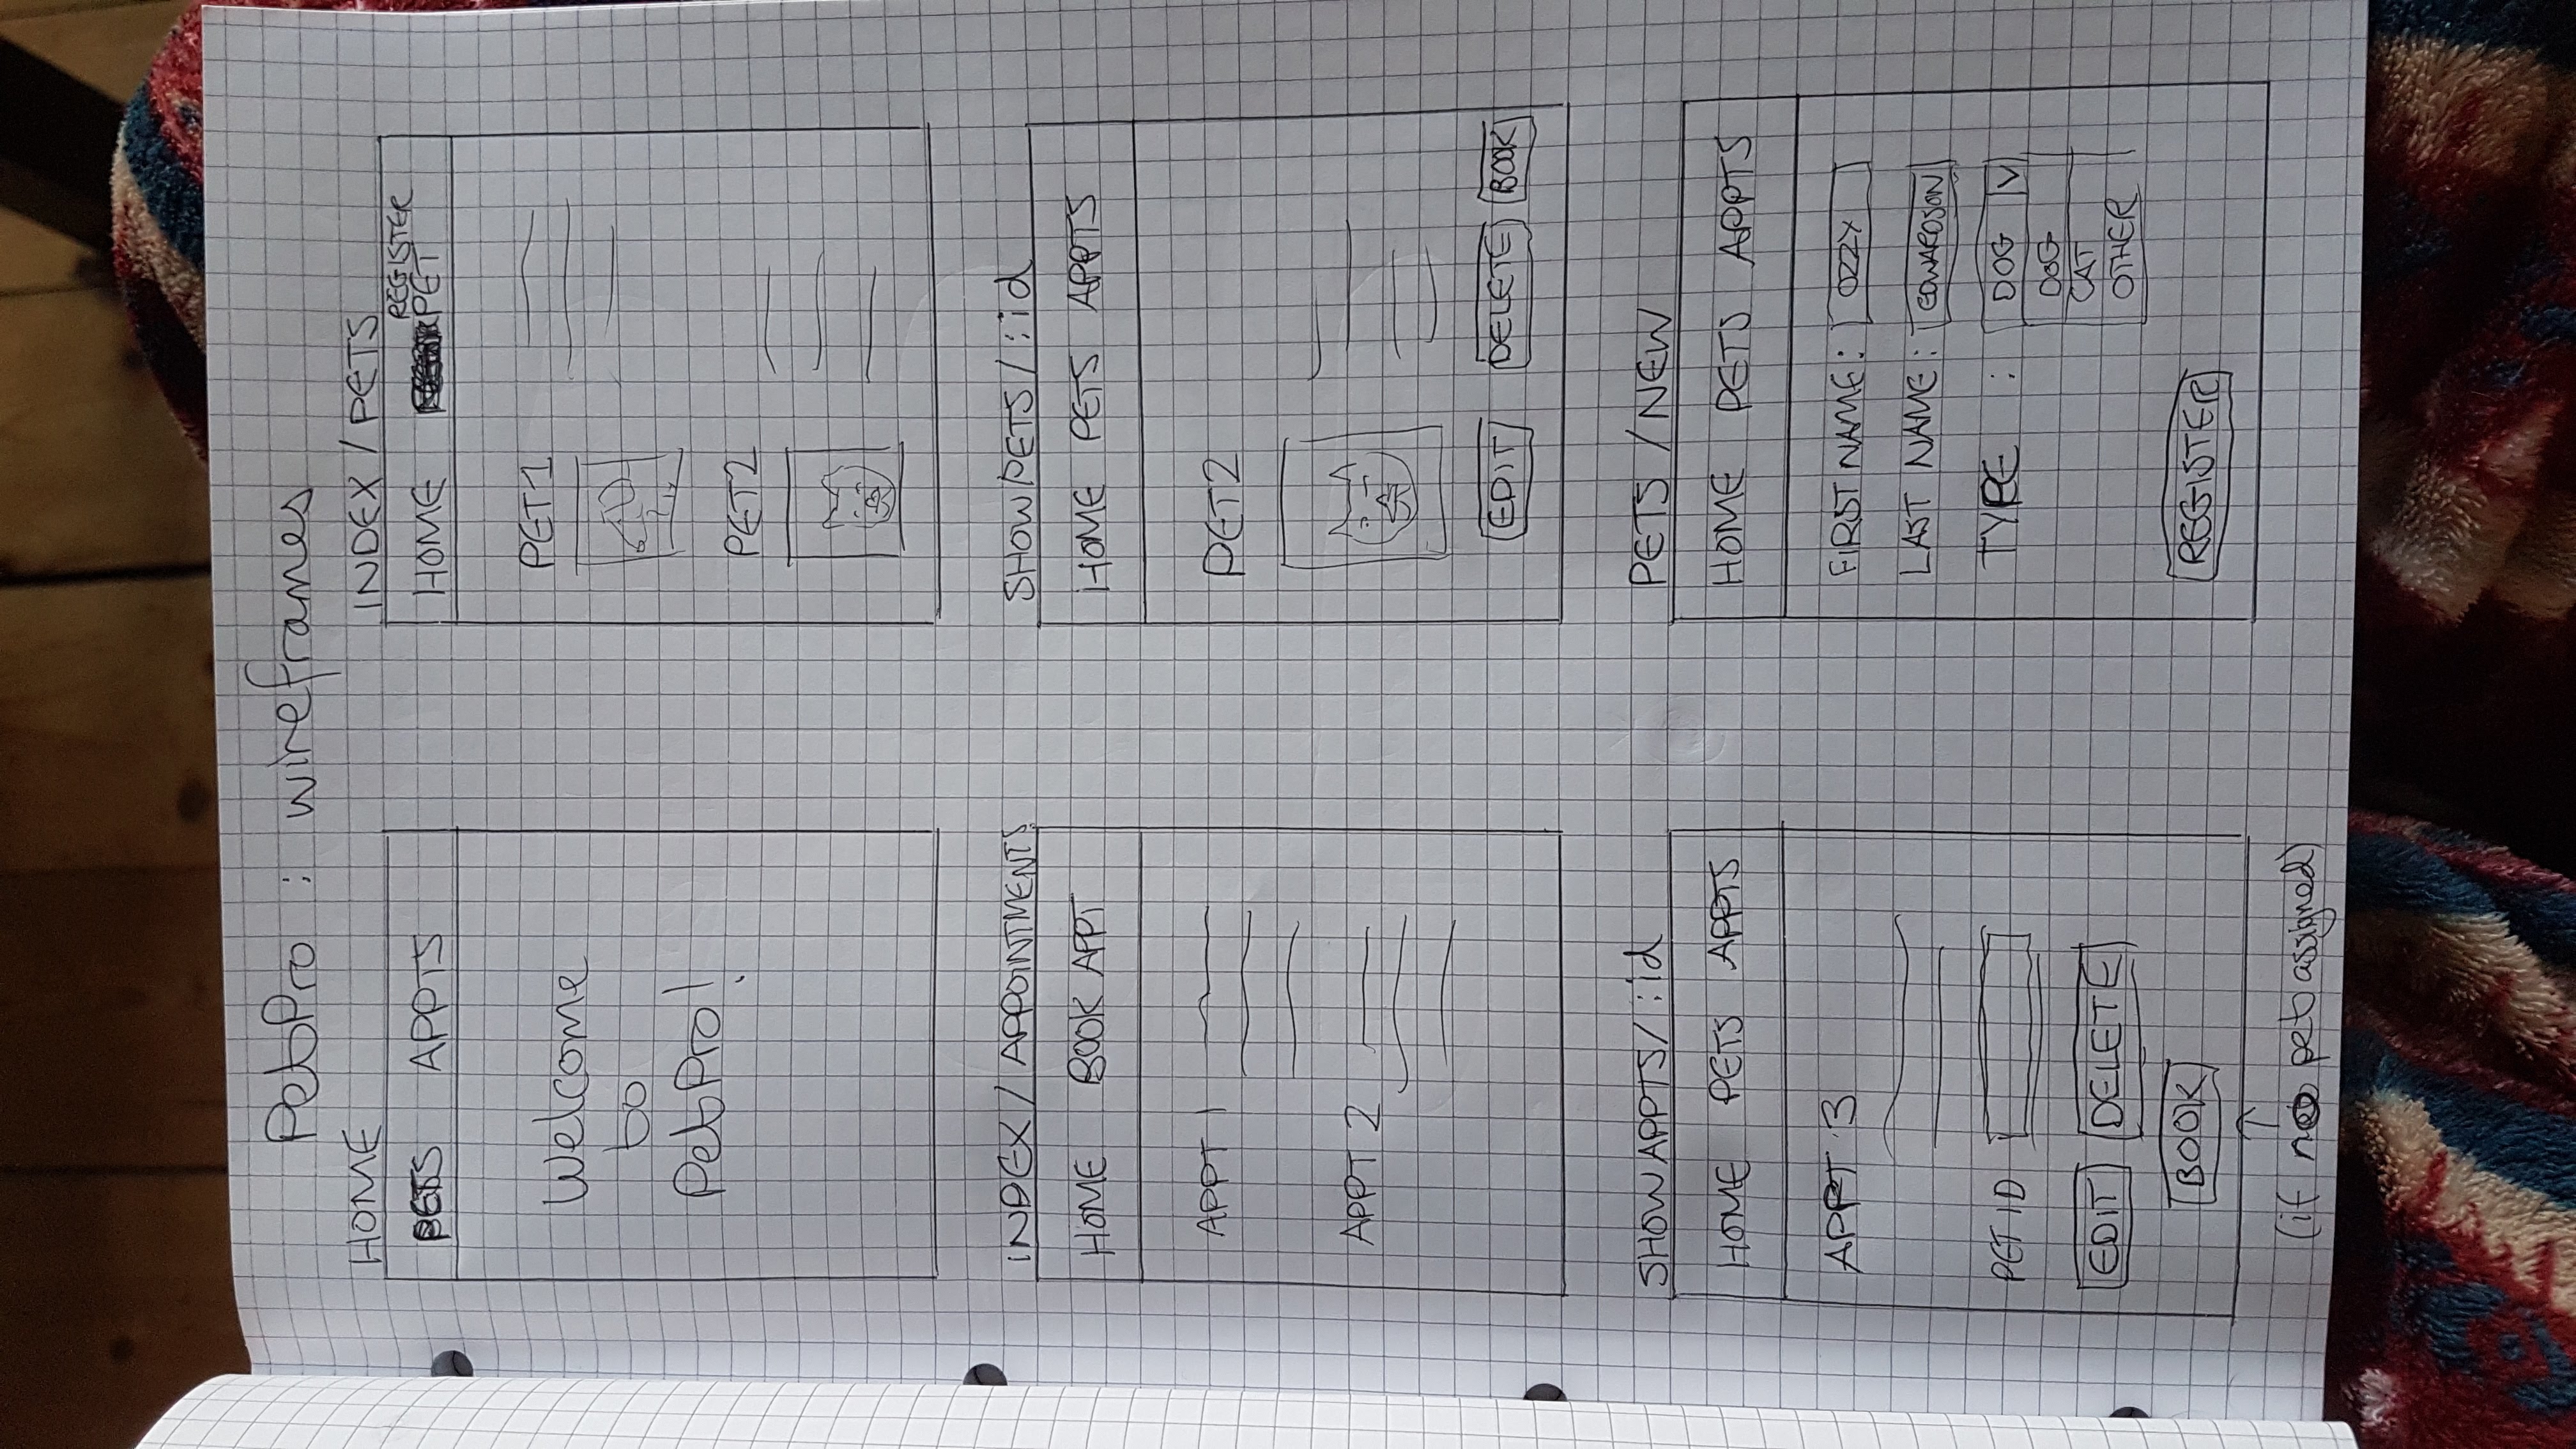 PetPro : wireframes
HOME
PETS APPTS
Welcome
to
PetPro!
INDEX / PETS
REGISTER
HOME PET
PET1
PET2
INDEX / APPOINTMENTS
HOME BOOK APPT
APPT 1
APPT 2
SHOW PETS / :id
HOME PETS APPTS
PET2
EDIT DELETE BOOK
SHOW APPTS / :id
HOME PETS APPTS
APPT 3
PET ID
EDIT DELETE
BOOK
(if no pet assigned)
PETS / NEW
HOME PETS APPTS
FIRST NAME: OZZY
LAST NAME: EDWARDSON
TYPE : DOG V
DOG
CAT
OTHER
REGISTER